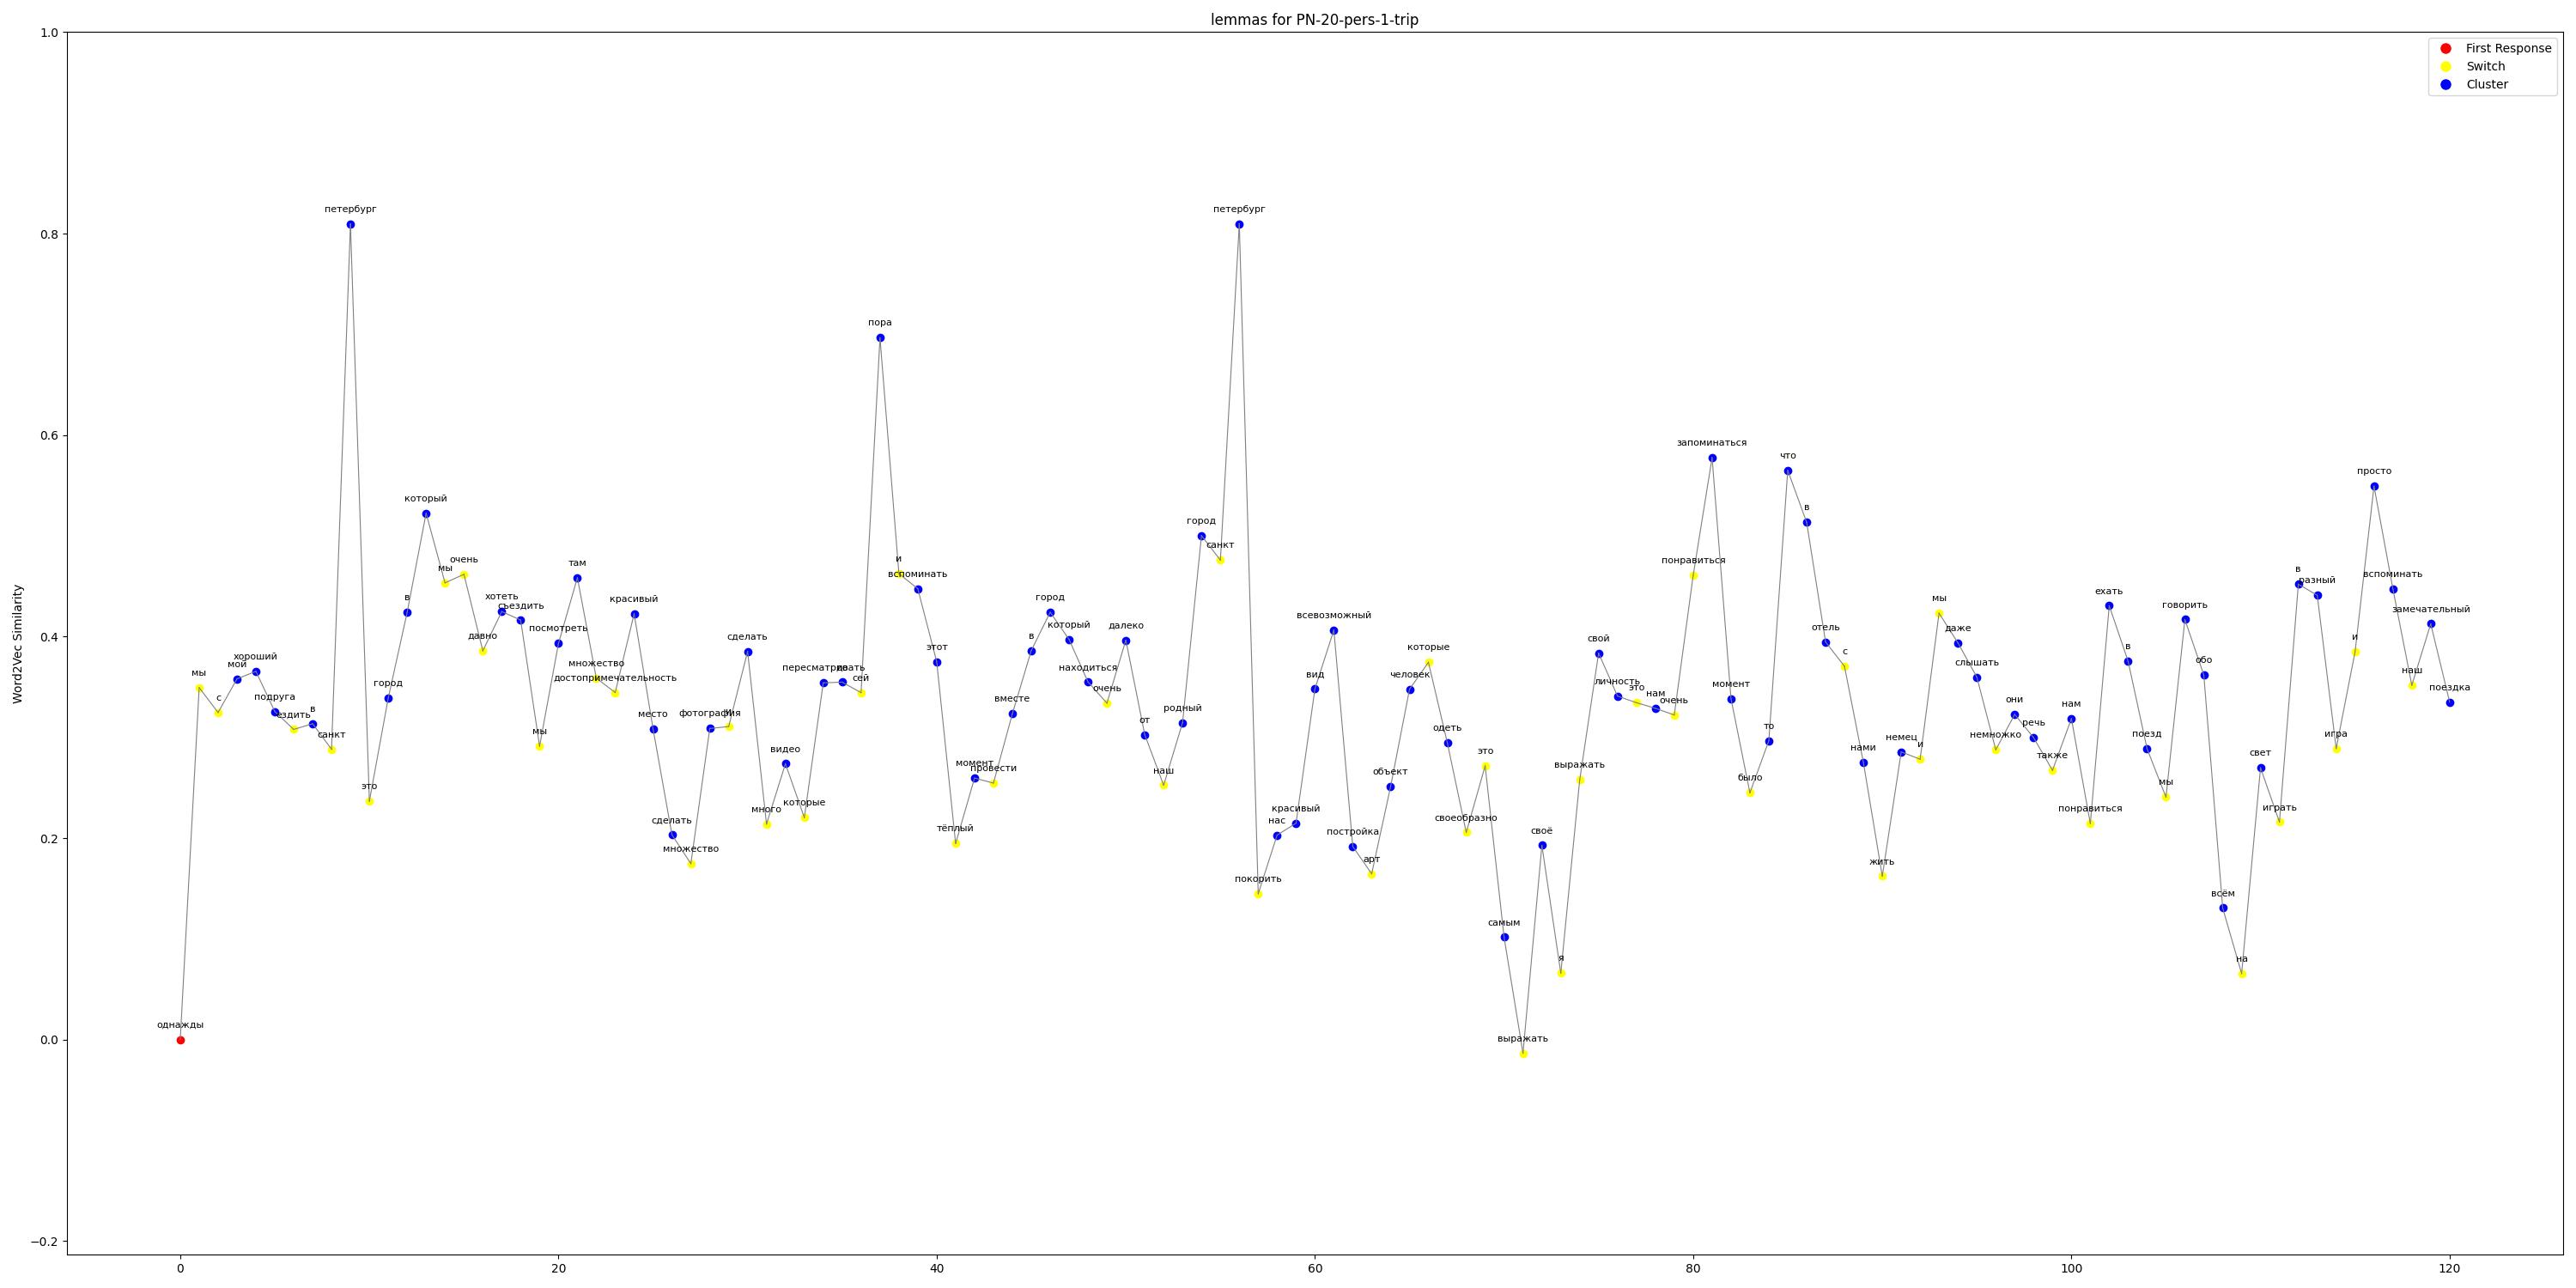 lemmas for PN-20-pers-1-trip
First Response
Switch
Cluster
Word2Vec Similarity
1.0
0.8
0.6
0.4
0.2
0.0
−0.2
0
20
40
60
80
100
120
однажды
мы
с
мой
хороший
подруга
ездить
в
санкт
петербург
это
город
в
который
мы
очень
давно
хотеть
съездить
мы
посмотреть
там
множество
достопримечательность
красивый
место
сделать
множество
фотография
и
сделать
много
видео
которые
сей
пора
и
вспоминать
этот
тёплый
момент
провести
вместе
в
город
который
находиться
очень
далеко
от
наш
родный
город
санкт
петербург
покорить
нас
красивый
вид
всевозможный
постройка
арт
объект
человек
которые
одеть
своеобразно
это
самым
выражать
своё
я
выражать
свой
личность
это
нам
очень
понравиться
запоминаться
момент
было
то
что
в
отель
с
нами
жить
немец
и
мы
даже
слышать
немножко
они
речь
также
нам
понравиться
ехать
в
поезд
мы
говорить
обо
всём
на
свет
играть
в
разный
игра
и
просто
вспоминать
наш
замечательный
поездка